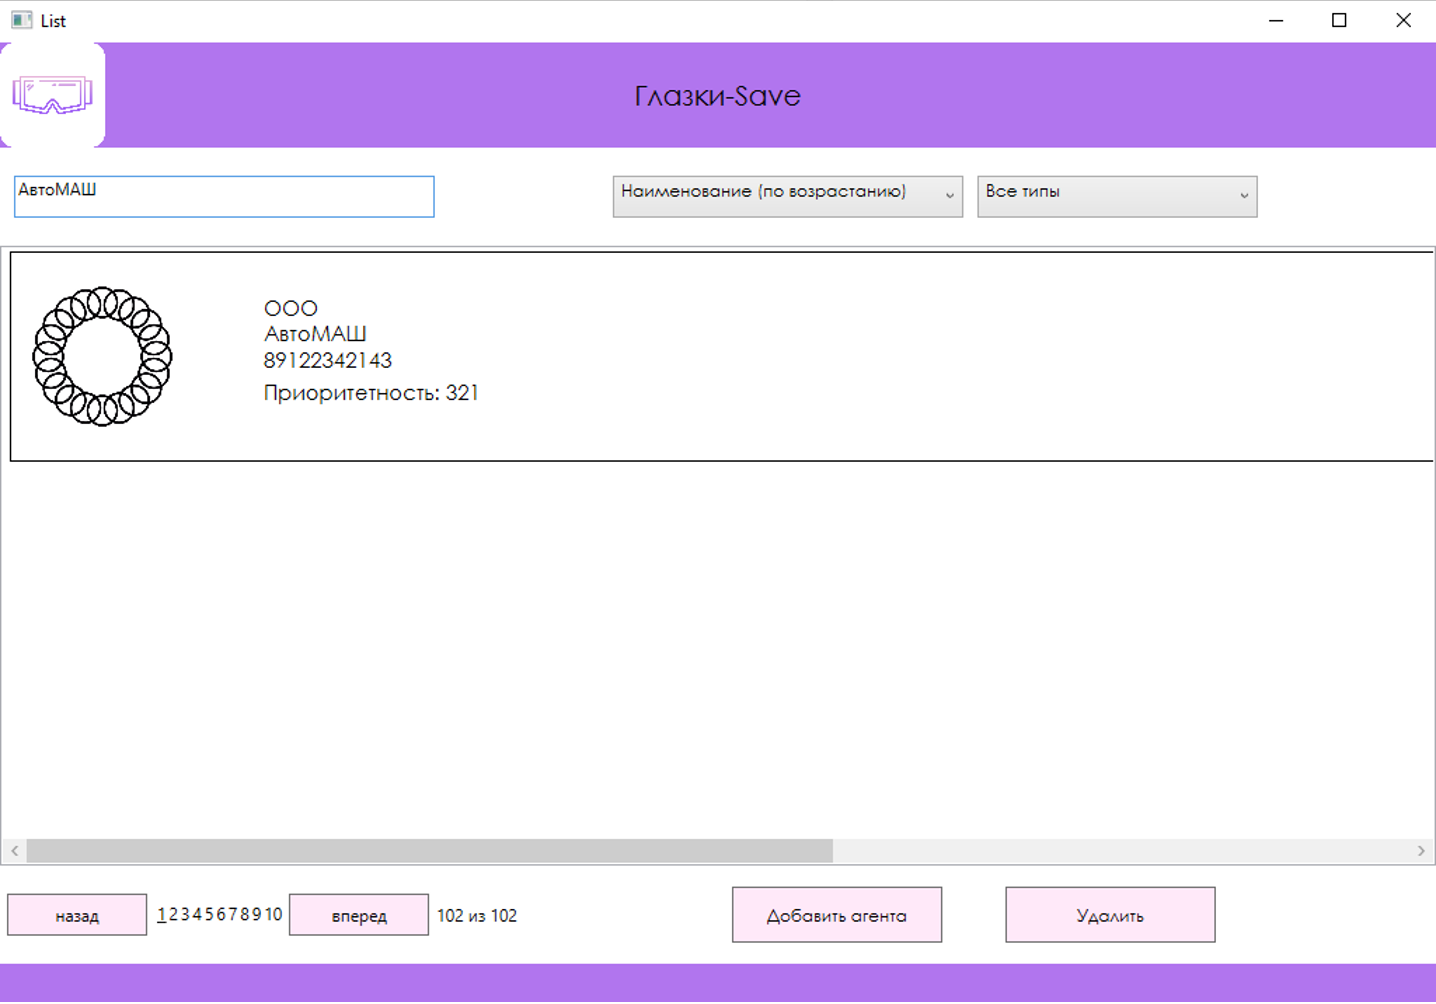 List
Глазки-Save
АвтоМАШ
Наименование (по возрастанию)
Все типы
ООО
АвтоМАШ
89122342143
Приоритетность: 321
назад
1 2 3 4 5 6 7 8 9 10
вперед
102 из 102
Добавить агента
Удалить